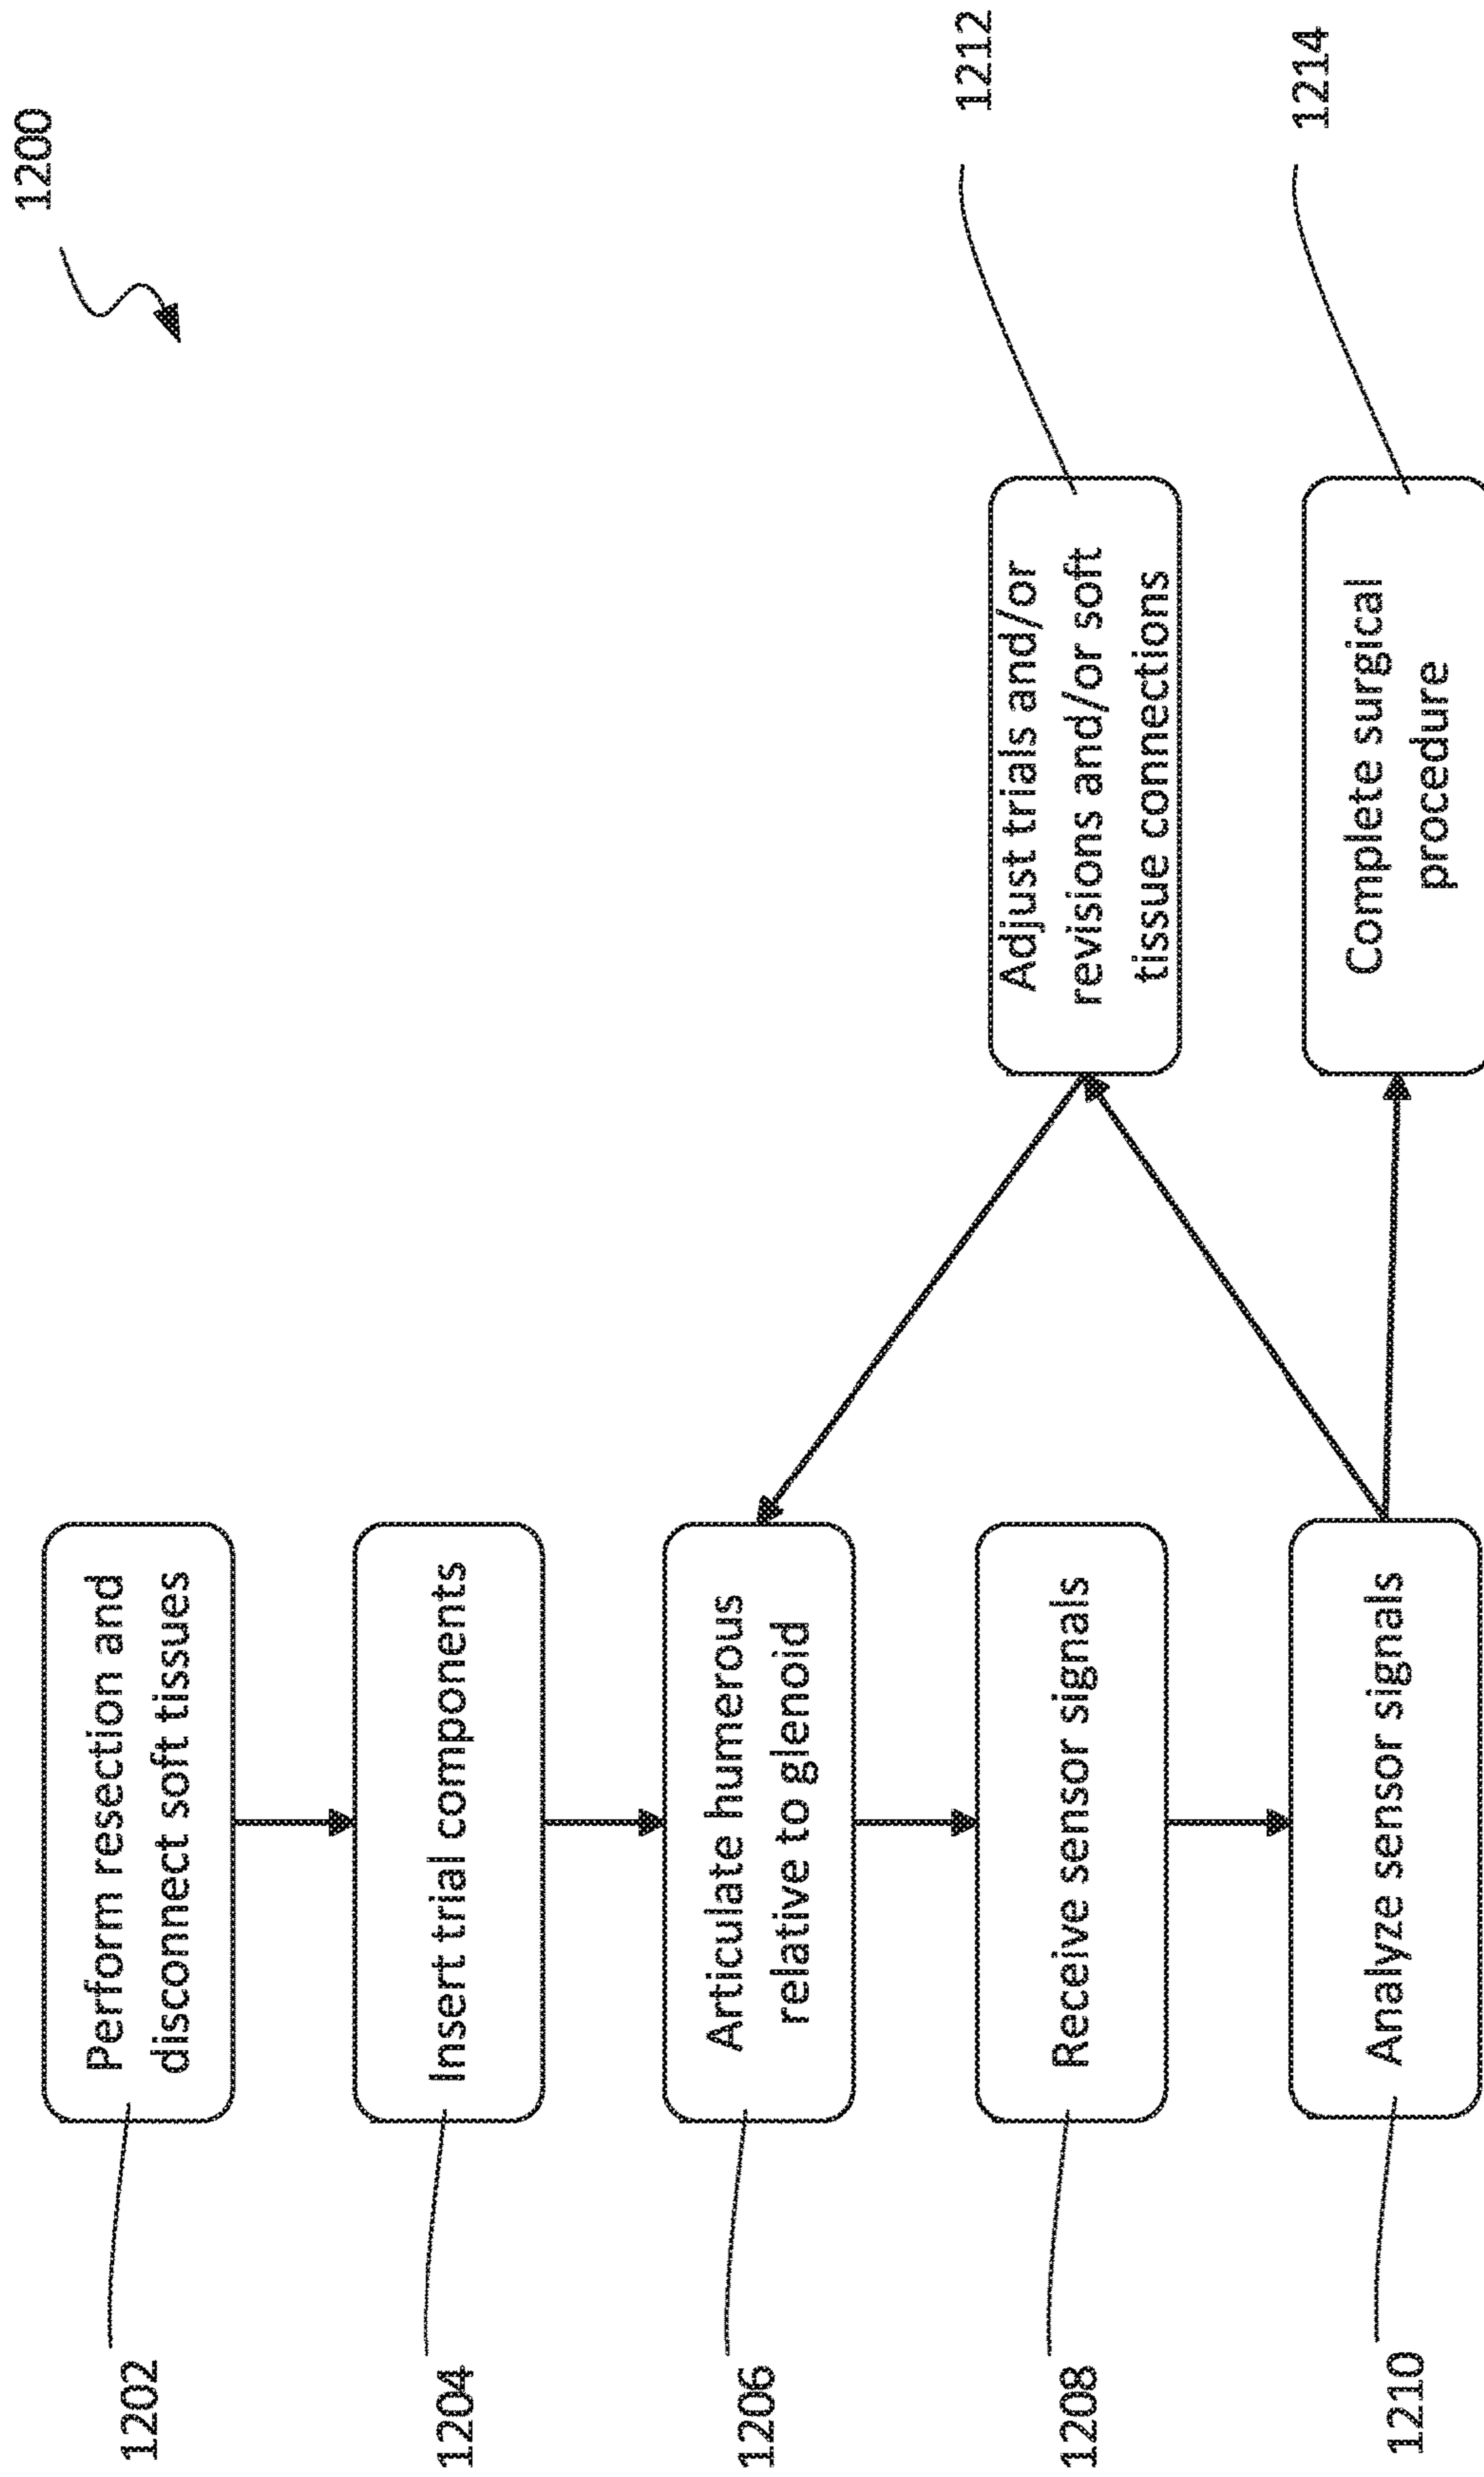 1200
1202
Perform resection and
disconnect soft tissues
1204
Insert trial components
1206
Articulate humerous
relative to glenoid
1208
Receive sensor signals
1210
Analyze sensor signals
1212
Adjust trials and/or
revisions and/or soft
tissue connections
1214
Complete surgical
procedure